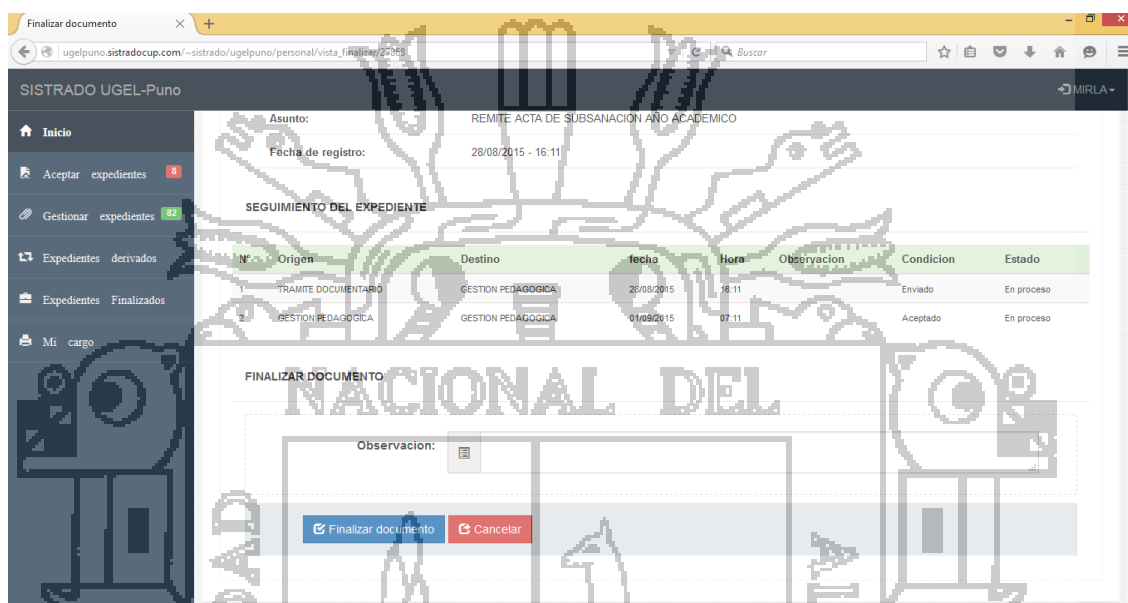 Finalizar documento
ugelpuno.sistradocup.com/~sistrado/ugelpuno/personal/vista_finalizar/27868
Buscar
SISTRADO UGEL-Puno
MIRLA
Inicio
Aceptar expedientes 8
Gestionar expedientes 82
Expedientes derivados
Expedientes Finalizados
Mi cargo
Asunto: REMITE ACTA DE SUBSANACION AÑO ACADEMICO
Fecha de registro: 28/08/2015 - 16:11
SEGUIMIENTO DEL EXPEDIENTE
N° Origen Destino fecha Hora Observacion Condicion Estado
1 TRAMITE DOCUMENTARIO GESTION PEDAGOGICA 28/08/2015 16:11 Enviado En proceso
2 GESTION PEDAGOGICA GESTION PEDAGOGICA 01/09/2015 07:11 Aceptado En proceso
FINALIZAR DOCUMENTO
NACIONAL DEL
Observacion:
Finalizar documento Cancelar